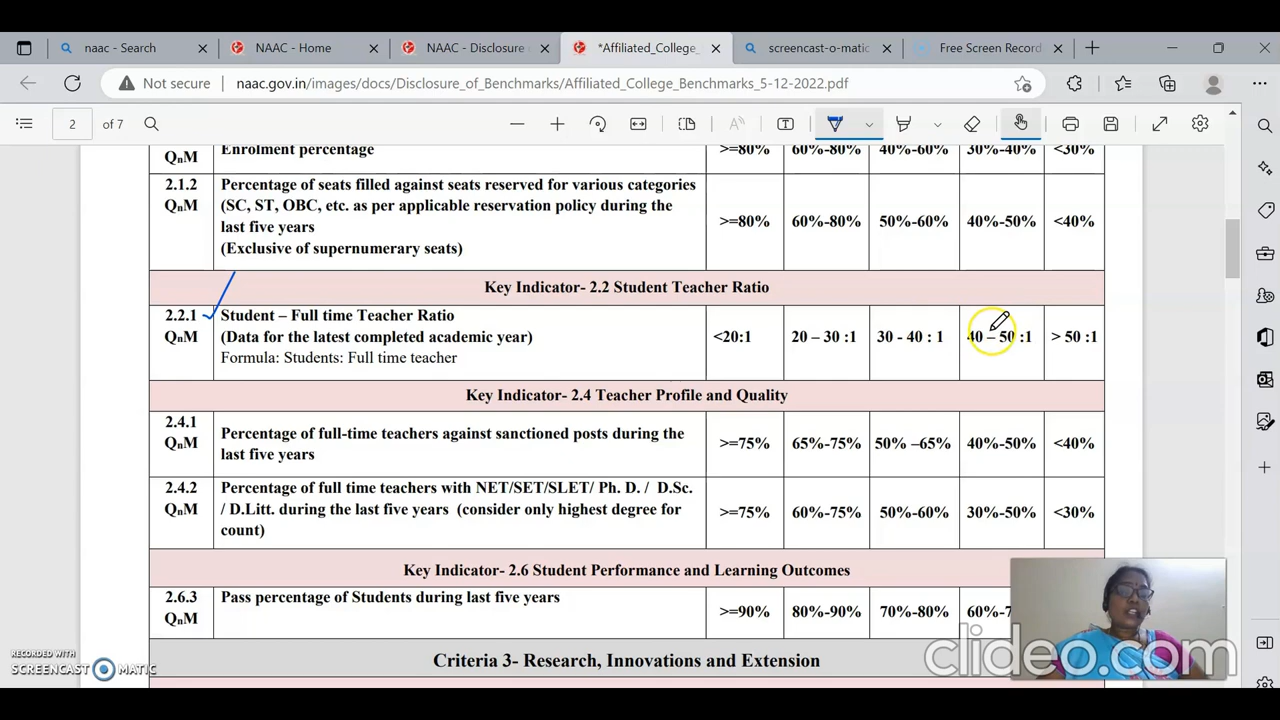 naac - Search
NAAC - Home
NAAC - Disclosure
*Affiliated_College_
screencast-o-matic
Free Screen Record
Not secure
naac.gov.in/images/docs/Disclosure_of_Benchmarks/Affiliated_College_Benchmarks_5-12-2022.pdf
2 of 7
QnM Enrolment percentage >=80% 60%-80% 40%-60% 30%-40% <30%
2.1.2 Percentage of seats filled against seats reserved for various categories
QnM (SC, ST, OBC, etc. as per applicable reservation policy during the
last five years >=80% 60%-80% 50%-60% 40%-50% <40%
(Exclusive of supernumerary seats)
Key Indicator- 2.2 Student Teacher Ratio
2.2.1 Student – Full time Teacher Ratio
QnM (Data for the latest completed academic year) <20:1 20 – 30 :1 30 - 40 : 1 40 – 50 :1 > 50 :1
Formula: Students: Full time teacher
Key Indicator- 2.4 Teacher Profile and Quality
2.4.1
QnM Percentage of full-time teachers against sanctioned posts during the >=75% 65%-75% 50% –65% 40%-50% <40%
last five years
2.4.2 Percentage of full time teachers with NET/SET/SLET/ Ph. D. / D.Sc.
QnM / D.Litt. during the last five years (consider only highest degree for >=75% 60%-75% 50%-60% 30%-50% <30%
count)
Key Indicator- 2.6 Student Performance and Learning Outcomes
2.6.3 Pass percentage of Students during last five years
QnM >=90% 80%-90% 70%-80%
Criteria 3- Research, Innovations and Extension
RECORDED WITH
SCREENCAST MATIC
clideo.com